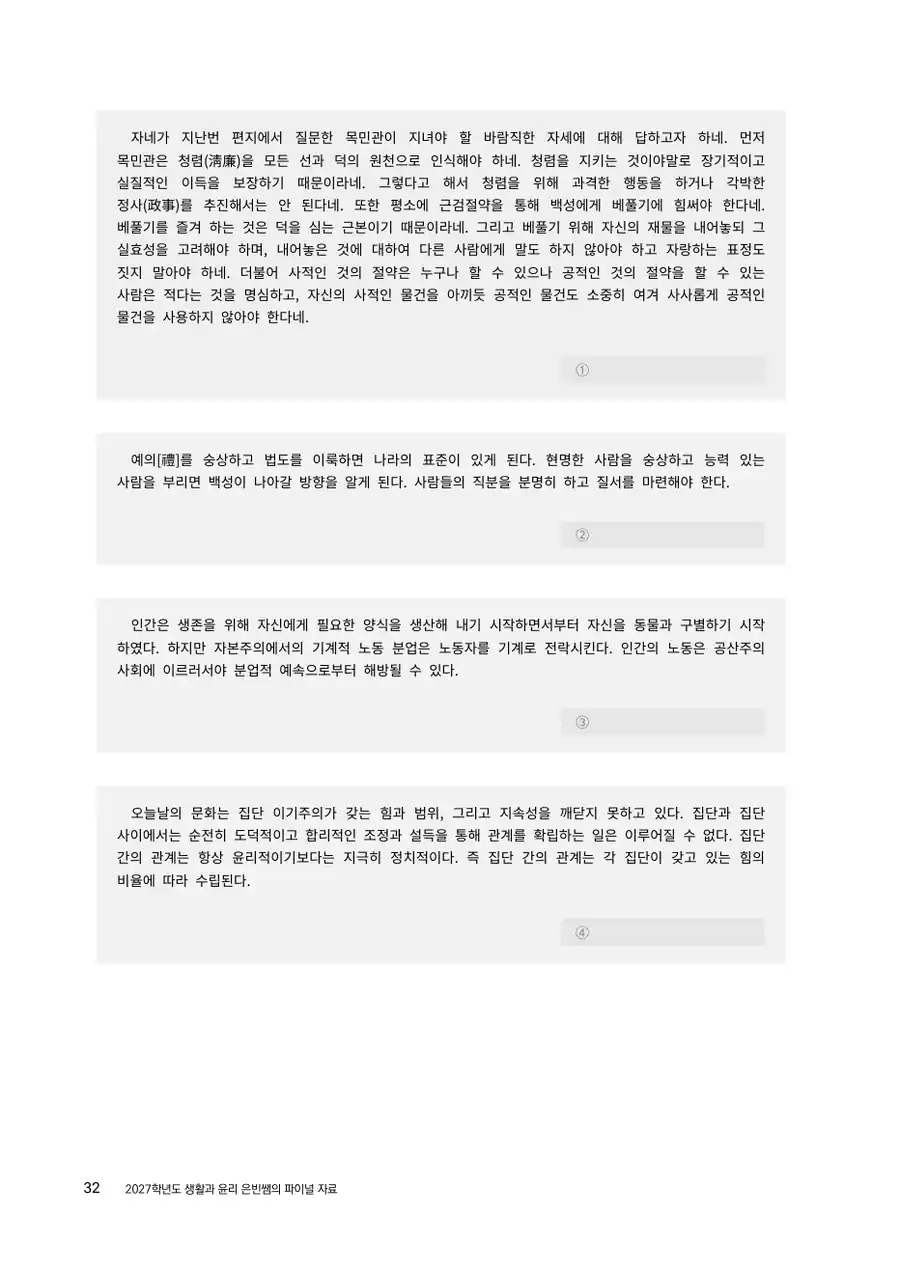 자네가 지난번 편지에서 질문한 목민관이 지녀야 할 바람직한 자세에 대해 답하고자 하네. 먼저
목민관은 청렴(淸廉)을 모든 선과 덕의 원천으로 인식해야 하네. 청렴을 지키는 것이야말로 장기적이고
실질적인 이득을 보장하기 때문이라네. 그렇다고 해서 청렴을 위해 과격한 행동을 하거나 각박한
정사(政事)를 추진해서는 안 된다네. 또한 평소에 근검절약을 통해 백성에게 베풀기에 힘써야 한다네.
베풀기를 즐겨 하는 것은 덕을 심는 근본이기 때문이라네. 그리고 베풀기 위해 자신의 재물을 내어놓되 그
실효성을 고려해야 하며, 내어놓은 것에 대하여 다른 사람에게 말도 하지 않아야 하고 자랑하는 표정도
짓지 말아야 하네. 더불어 사적인 것의 절약은 누구나 할 수 있으나 공적인 것의 절약을 할 수 있는
사람은 적다는 것을 명심하고, 자신의 사적인 물건을 아끼듯 공적인 물건도 소중히 여겨 사사롭게 공적인
물건을 사용하지 않아야 한다네.
①
예의[禮]를 숭상하고 법도를 이룩하면 나라의 표준이 있게 된다. 현명한 사람을 숭상하고 능력 있는
사람을 부리면 백성이 나아갈 방향을 알게 된다. 사람들의 직분을 분명히 하고 질서를 마련해야 한다.
②
인간은 생존을 위해 자신에게 필요한 양식을 생산해 내기 시작하면서부터 자신을 동물과 구별하기 시작
하였다. 하지만 자본주의에서의 기계적 노동 분업은 노동자를 기계로 전락시킨다. 인간의 노동은 공산주의
사회에 이르러서야 분업적 예속으로부터 해방될 수 있다.
③
오늘날의 문화는 집단 이기주의가 갖는 힘과 범위, 그리고 지속성을 깨닫지 못하고 있다. 집단과 집단
사이에서는 순전히 도덕적이고 합리적인 조정과 설득을 통해 관계를 확립하는 일은 이루어질 수 없다. 집단
간의 관계는 항상 윤리적이기보다는 지극히 정치적이다. 즉 집단 간의 관계는 각 집단이 갖고 있는 힘의
비율에 따라 수립된다.
④
32 2027학년도 생활과 윤리 은빈쌤의 파이널 자료